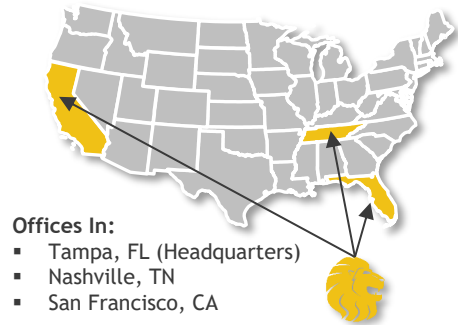 Offices In:
▪ Tampa, FL (Headquarters)
▪ Nashville, TN
▪ San Francisco, CA